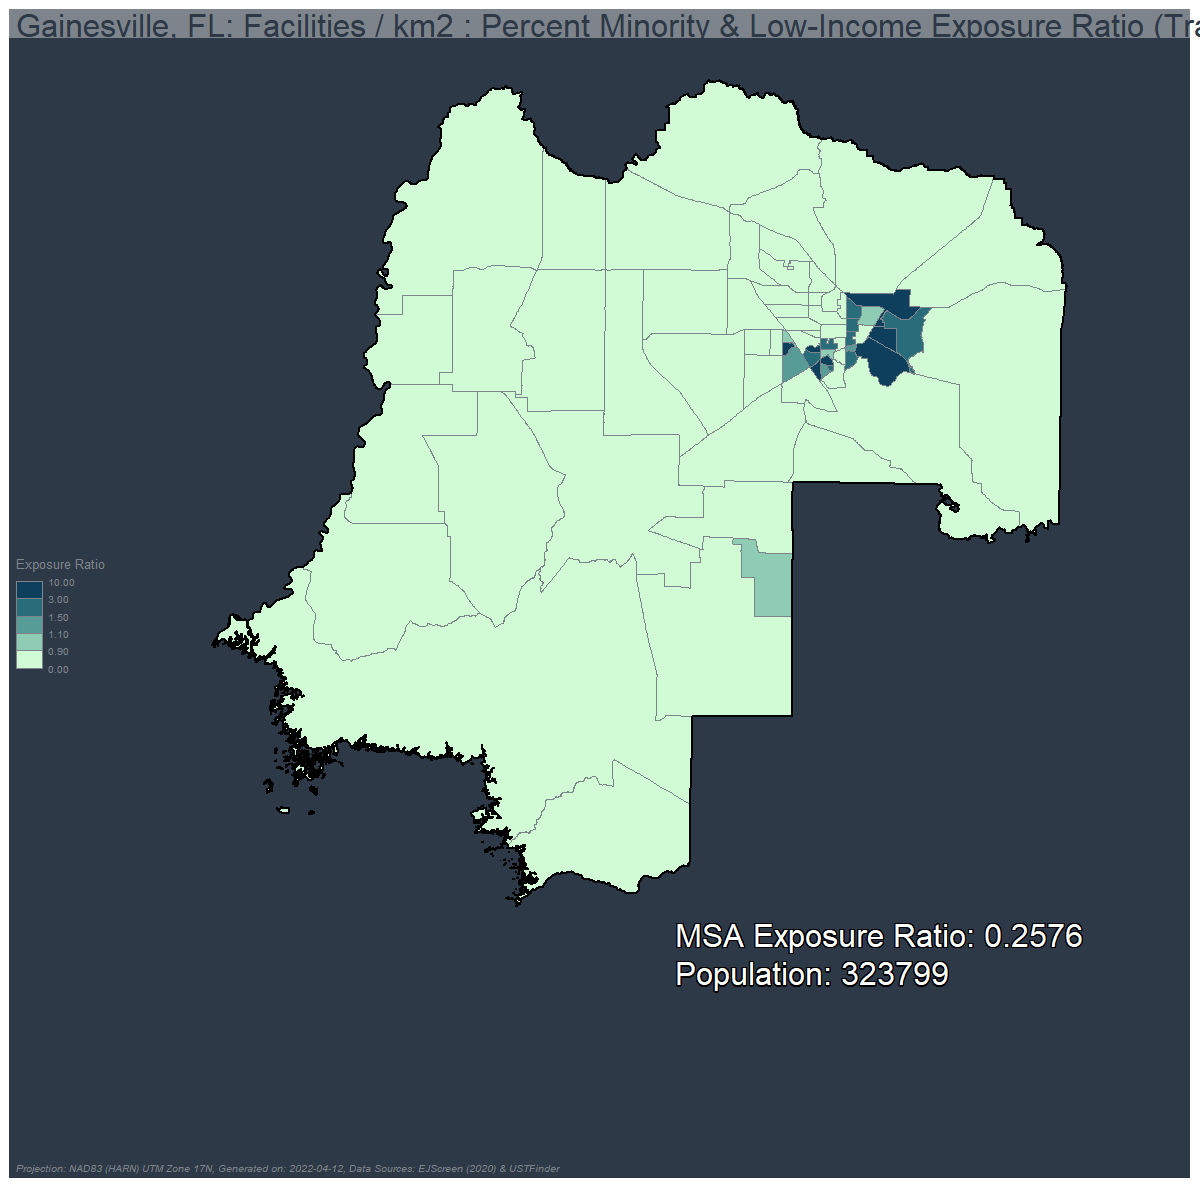 Gainesville, FL: Facilities / km2 : Percent Minority & Low-Income Exposure Ratio (Tra
Exposure Ratio
10.00
3.00
1.50
1.10
0.90
0.00
MSA Exposure Ratio: 0.2576
Population: 323799
Projection: NAD83 (HARN) UTM Zone 17N, Generated on: 2022-04-12, Data Sources: EJScreen (2020) & USTFinder